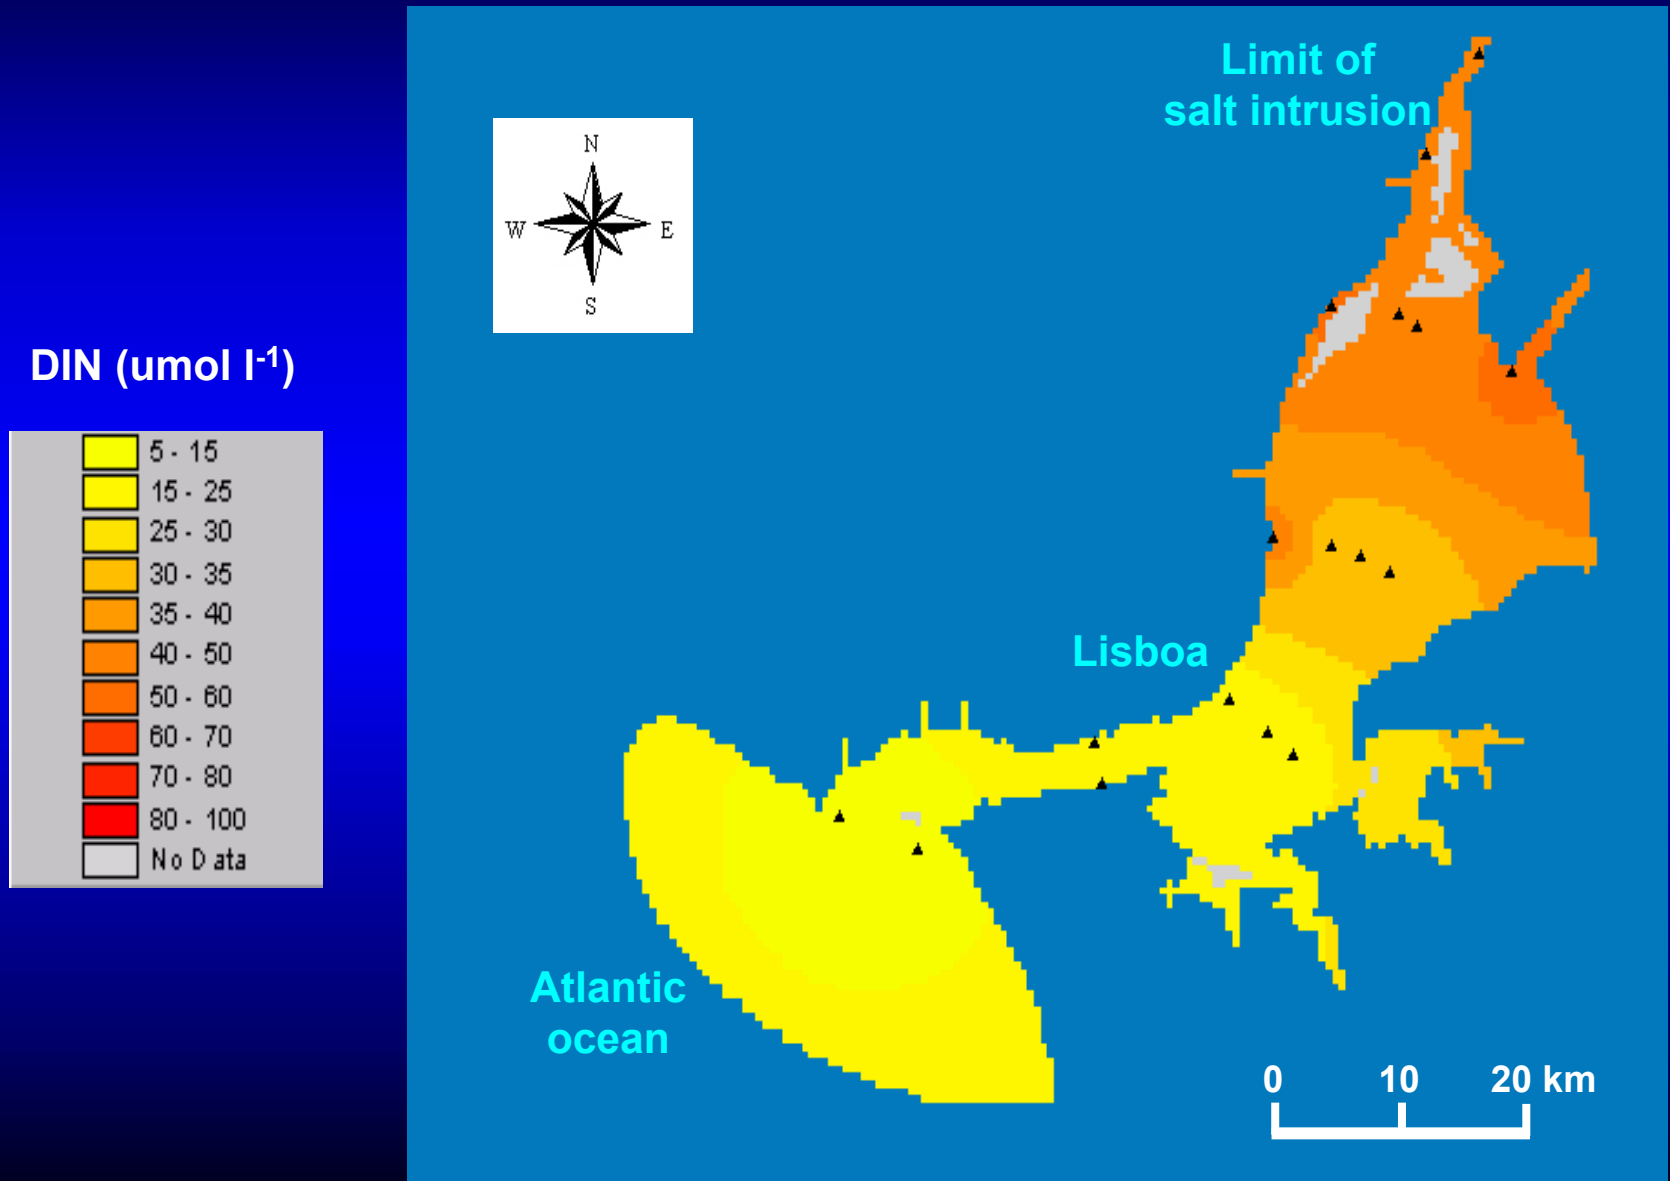 Limit of
salt intrusion
N
W
E
S
DIN (umol l-1)
5 - 15
15 - 25
25 - 30
30 - 35
35 - 40
40 - 50
50 - 60
60 - 70
70 - 80
80 - 100
No Data
Lisboa
Atlantic
ocean
0 10 20 km